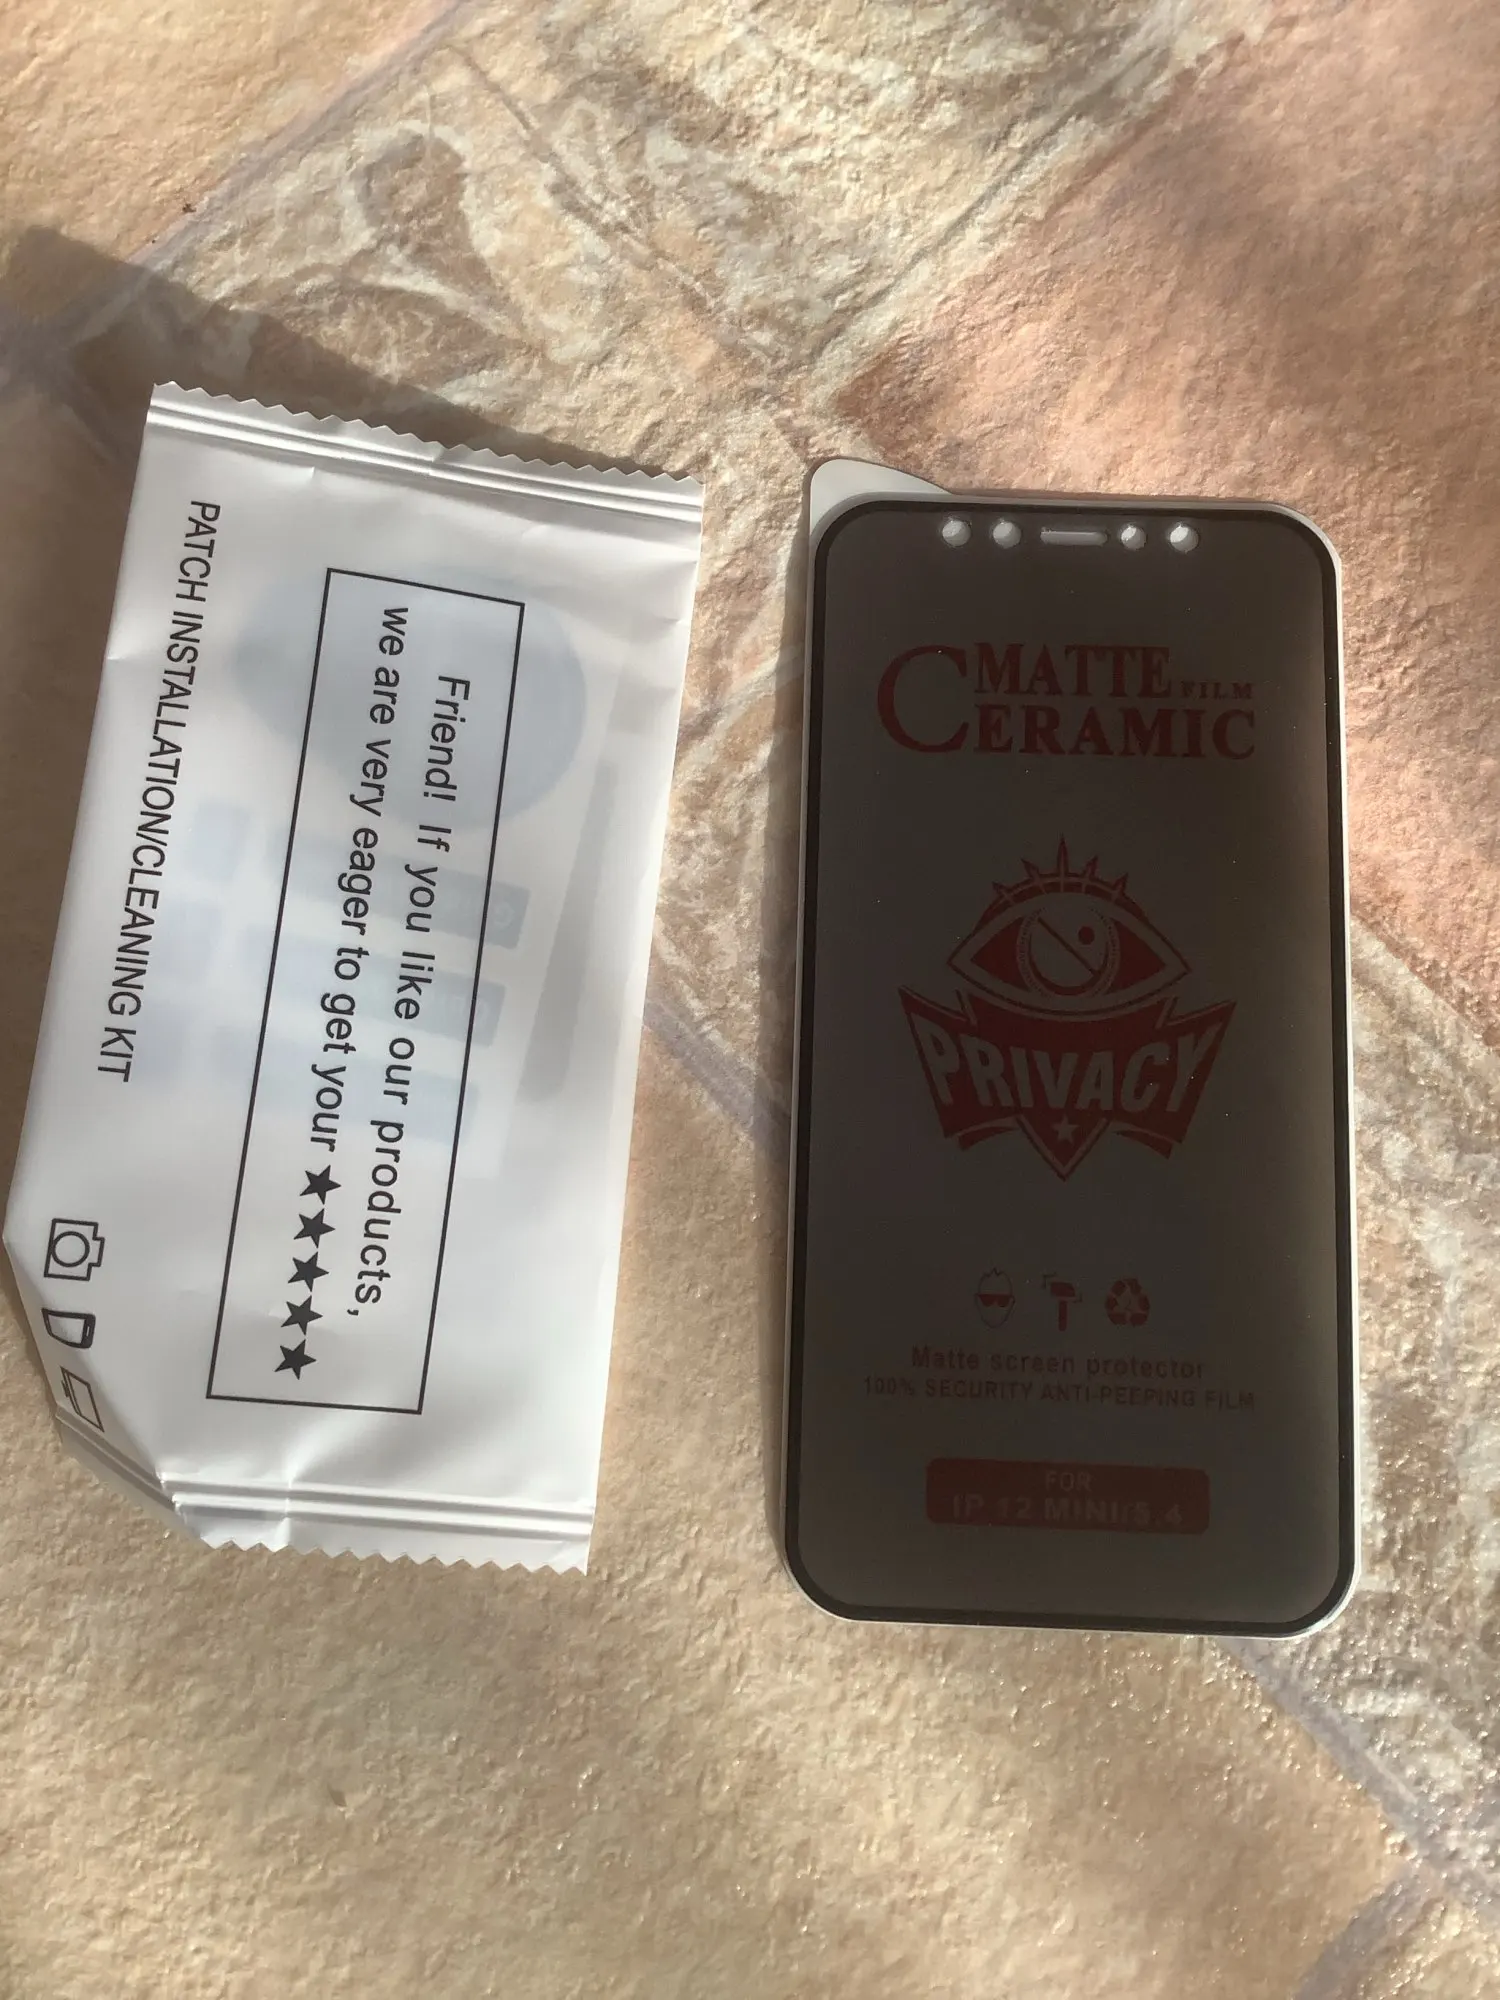 PATCH INSTALLATION/CLEANING KIT
Friend! If you like our products,
we are very eager to get your ★★★★★
MATTE FILM
CERAMIC
PRIVACY
Matte screen protector
100% SECURITY ANTI-PEEPING FILM
FOR
IP 12 MINI/5.4